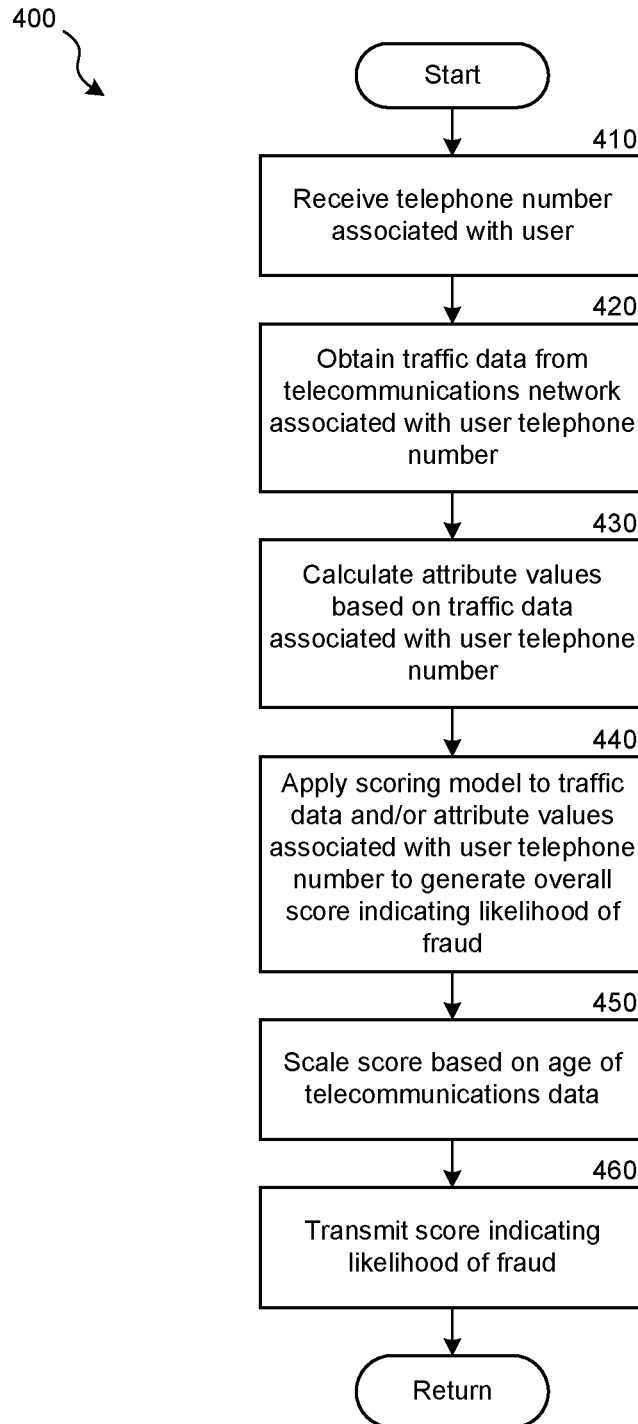 400
Start
410
Receive telephone number
associated with user
420
Obtain traffic data from
telecommunications network
associated with user telephone
number
430
Calculate attribute values
based on traffic data
associated with user telephone
number
440
Apply scoring model to traffic
data and/or attribute values
associated with user telephone
number to generate overall
score indicating likelihood of
fraud
450
Scale score based on age of
telecommunications data
460
Transmit score indicating
likelihood of fraud
Return